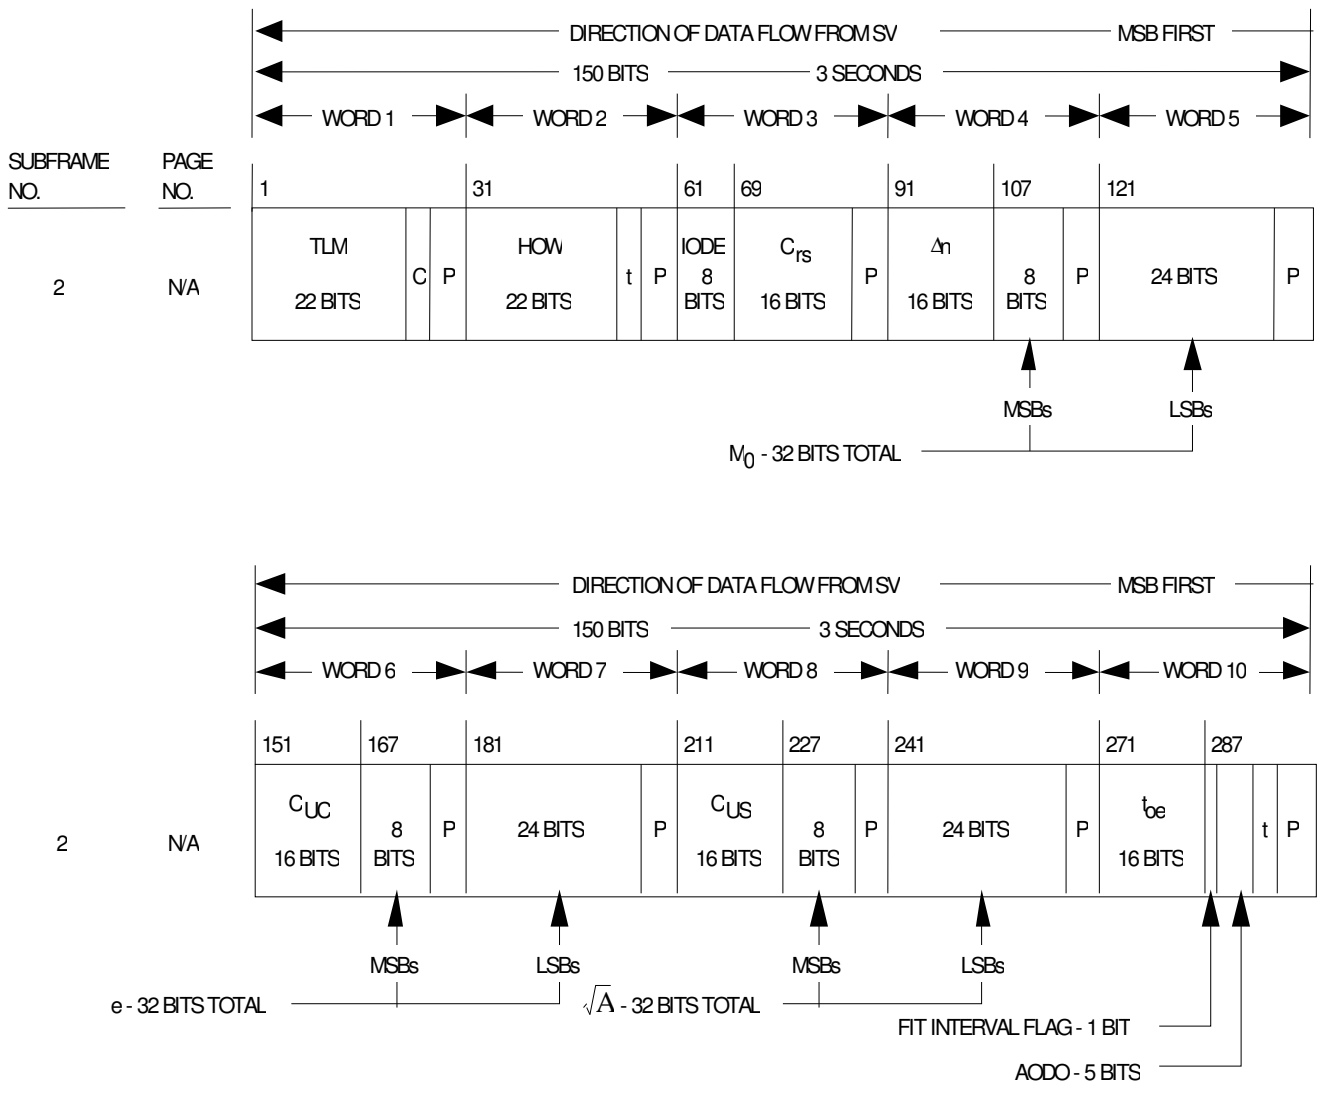 DIRECTION OF DATA FLOW FROM SV MSB FIRST
150 BITS 3 SECONDS
WORD 1 WORD 2 WORD 3 WORD 4 WORD 5
SUBFRAME PAGE
NO. NO. 1 31 61 69 91 107 121
TLM HOW IODE Crs Δn
2 N/A C P t P 8 P 8 P 24 BITS P
22 BITS 22 BITS BITS 16 BITS 16 BITS BITS
MSBs LSBs
M0 - 32 BITS TOTAL
DIRECTION OF DATA FLOW FROM SV MSB FIRST
150 BITS 3 SECONDS
WORD 6 WORD 7 WORD 8 WORD 9 WORD 10
151 167 181 211 227 241 271 287
CUC CUS toe
2 N/A 8 P 24 BITS P 8 P 24 BITS P t P
16 BITS BITS 16 BITS BITS 16 BITS
MSBs LSBs MSBs LSBs
e - 32 BITS TOTAL √A - 32 BITS TOTAL
FIT INTERVAL FLAG - 1 BIT
AODO - 5 BITS